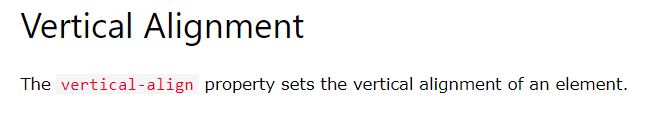 Vertical Alignment
The vertical-align property sets the vertical alignment of an element.